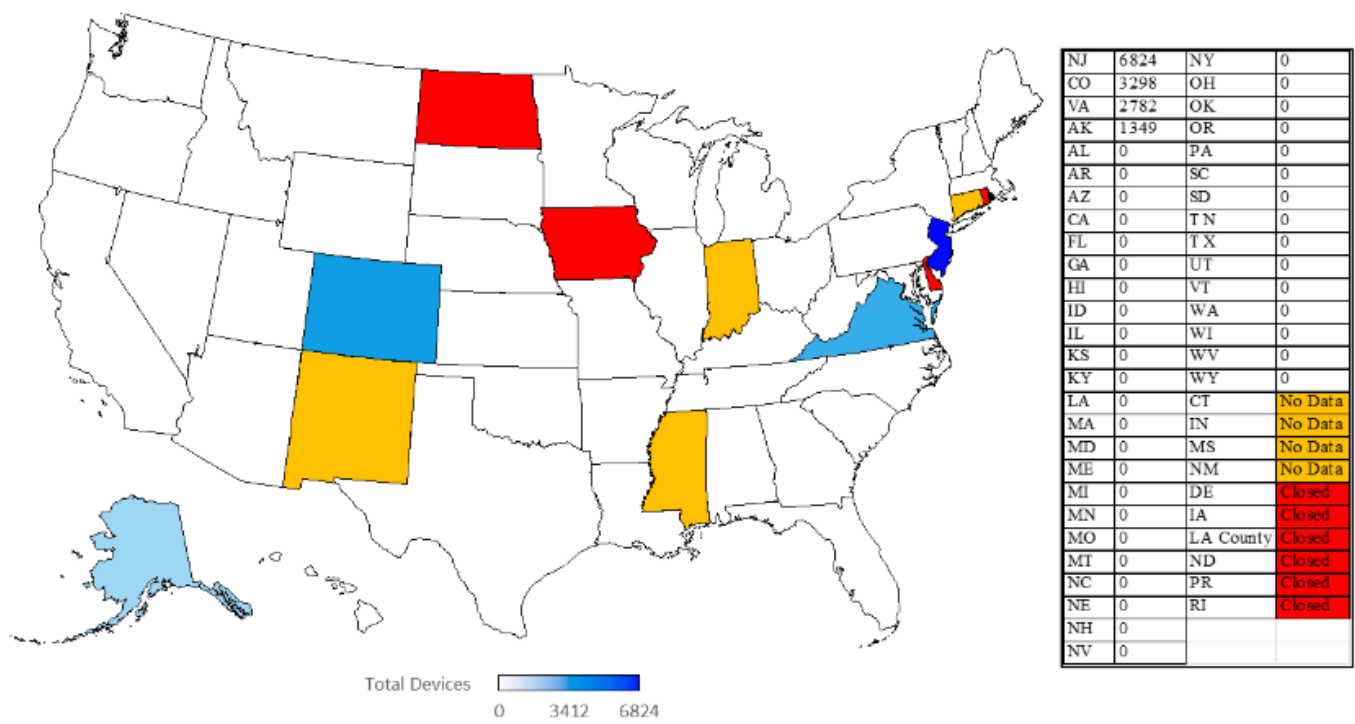 NJ 6824 NY 0
CO 3298 OH 0
VA 2782 OK 0
AK 1349 OR 0
AL 0 PA 0
AR 0 SC 0
AZ 0 SD 0
CA 0 TN 0
FL 0 TX 0
GA 0 UT 0
HI 0 VT 0
ID 0 WA 0
IL 0 WI 0
KS 0 WV 0
KY 0 WY 0
LA 0 CT No Data
MA 0 IN No Data
MD 0 MS No Data
ME 0 NM No Data
MI 0 DE Closed
MN 0 IA Closed
MO 0 LA County Closed
MT 0 ND Closed
NC 0 PR Closed
NE 0 RI Closed
NH 0
NV 0
Total Devices
0 3412 6824